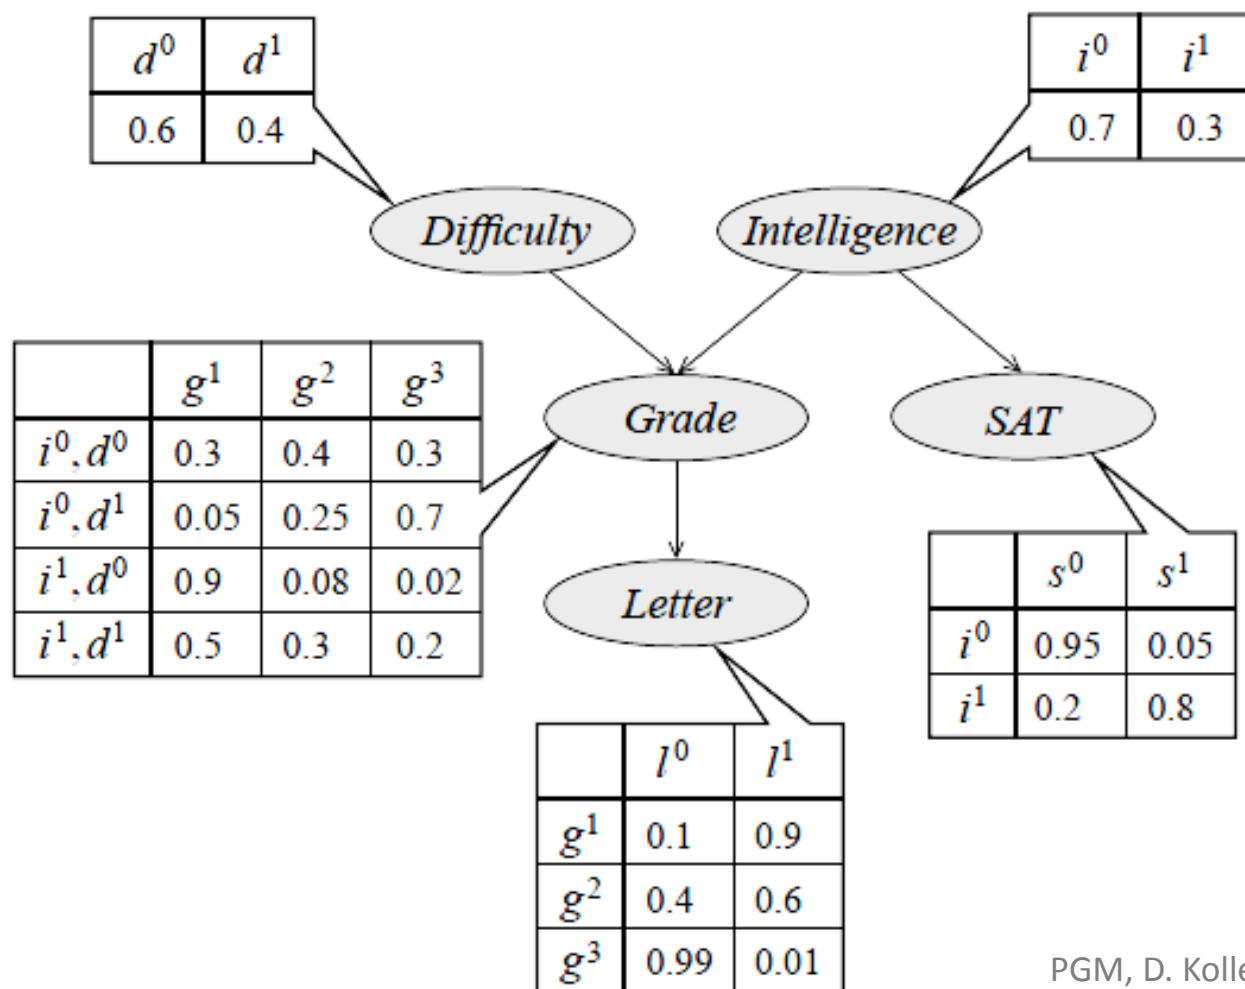 d⁰ d¹
0.6 0.4
i⁰ i¹
0.7 0.3
Difficulty
Intelligence
g¹ g² g³
i⁰,d⁰ 0.3 0.4 0.3
i⁰,d¹ 0.05 0.25 0.7
i¹,d⁰ 0.9 0.08 0.02
i¹,d¹ 0.5 0.3 0.2
Grade
SAT
Letter
s⁰ s¹
i⁰ 0.95 0.05
i¹ 0.2 0.8
l⁰ l¹
g¹ 0.1 0.9
g² 0.4 0.6
g³ 0.99 0.01
PGM, D. Kolle